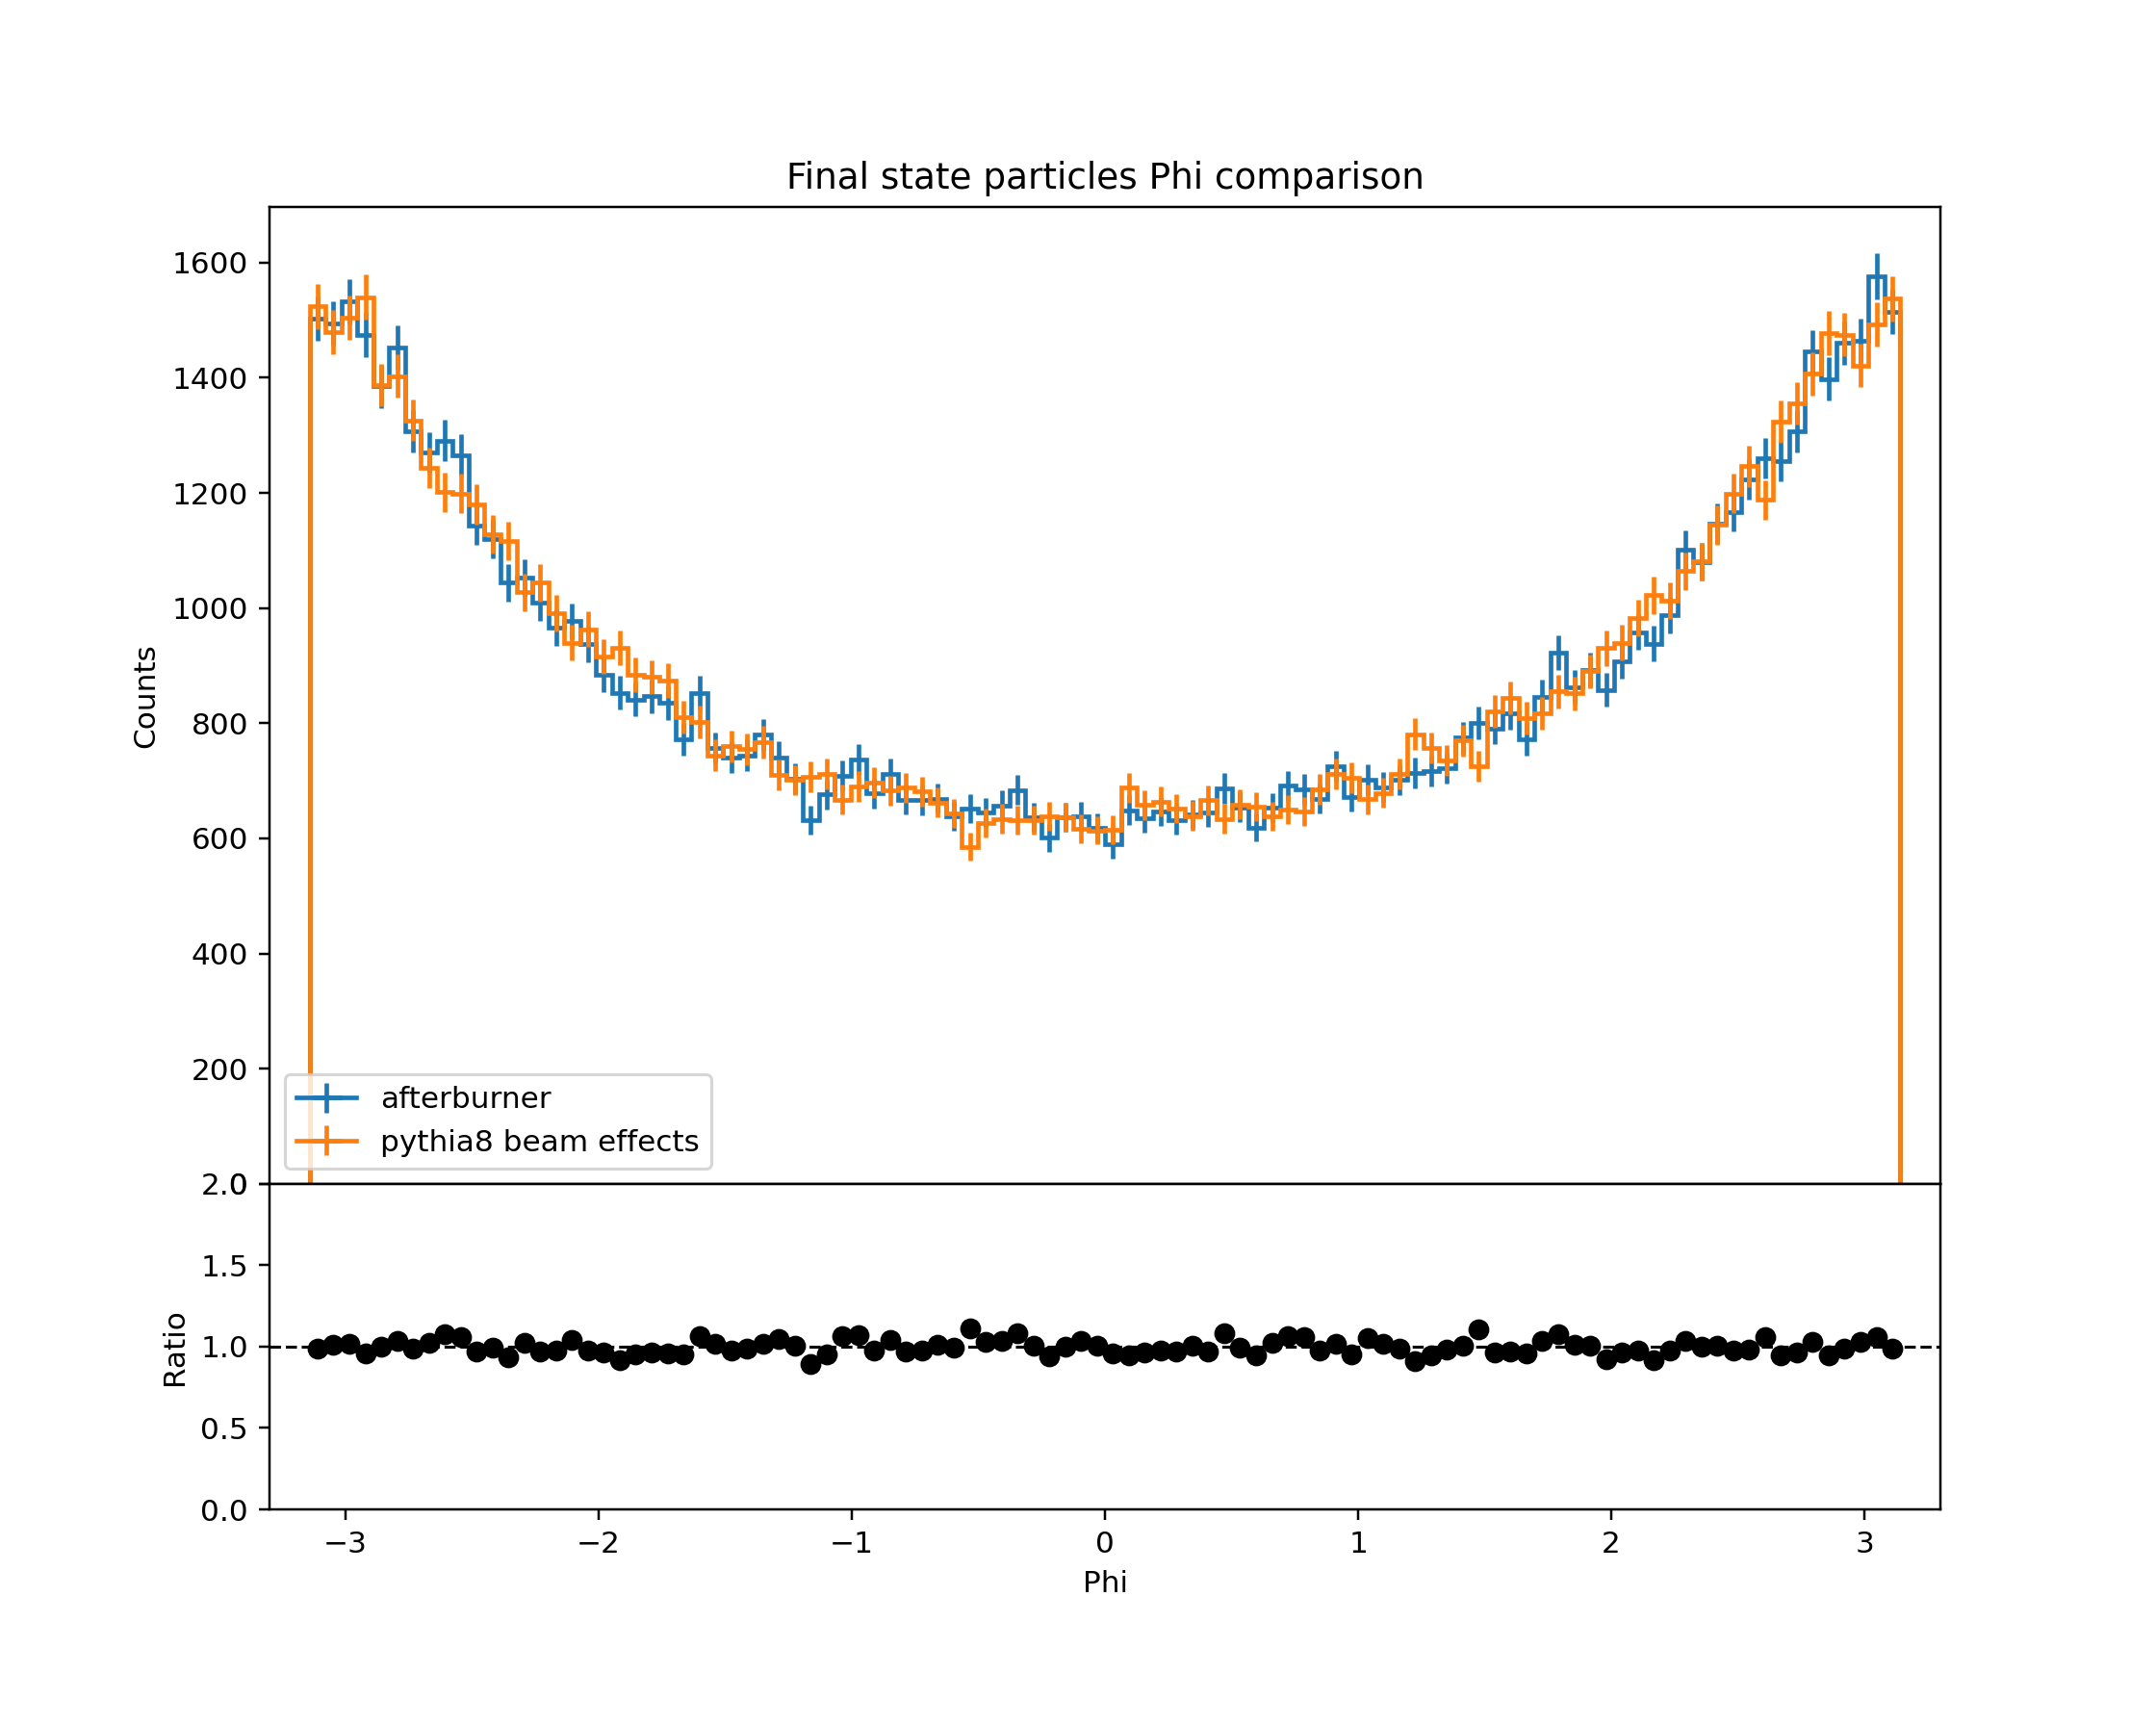 Final state particles Phi comparison
1600
1400
1200
1000
800
600
400
200
Counts
afterburner
pythia8 beam effects
2.0
1.5
1.0
0.5
0.0
Ratio
−3 −2 −1 0 1 2 3
Phi